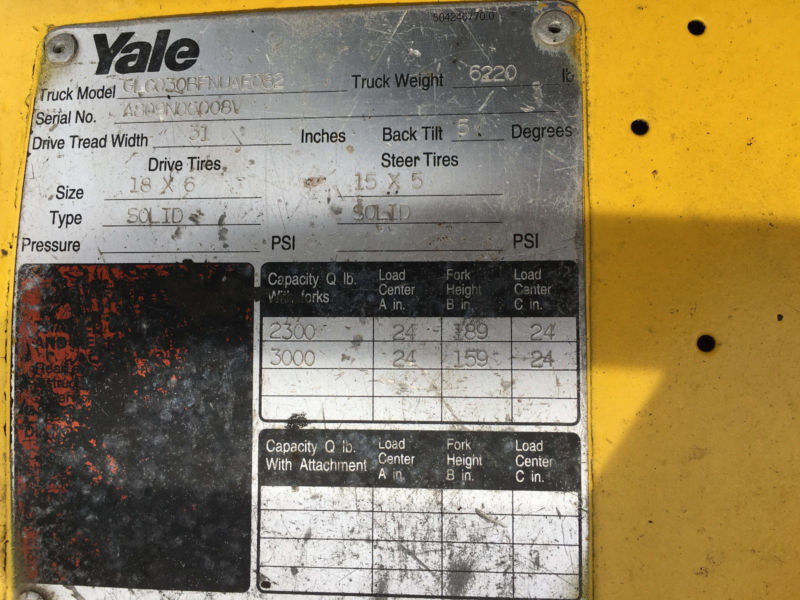 504246770 0
Yale
Truck Model Truck Weight 6220 lb
Serial No.
Drive Tread Width 31 Inches Back Tilt 5 Degrees
Drive Tires Steer Tires
Size 18 X 6 15 X 5
Type SOLID SOLID
Pressure PSI PSI
Capacity Q lb. With forks Load Center A in. Fork Height B in. Load Center C in.
2300 24 189 24
3000 24 159 24
AND
Capacity Q lb. With Attachment Load Center A in. Fork Height B in. Load Center C in.